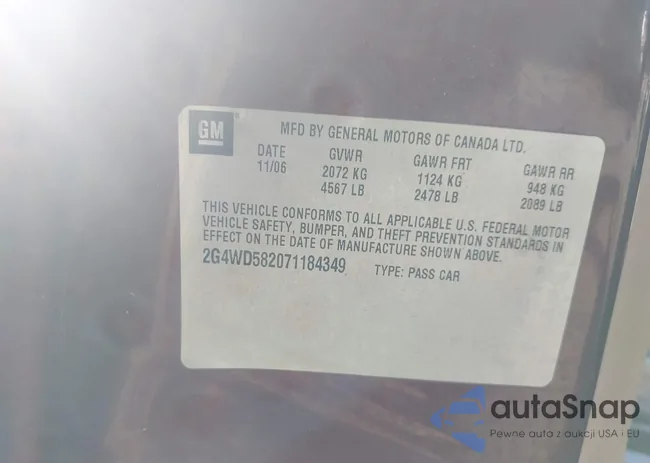 GM
MFD BY GENERAL MOTORS OF CANADA LTD.
DATE GVWR GAWR FRT GAWR RR
11/06 2072 KG 1124 KG 948 KG
4567 LB 2478 LB 2089 LB
THIS VEHICLE CONFORMS TO ALL APPLICABLE U.S. FEDERAL MOTOR
VEHICLE SAFETY, BUMPER, AND THEFT PREVENTION STANDARDS IN
EFFECT ON THE DATE OF MANUFACTURE SHOWN ABOVE.
2G4WD582071184349 TYPE: PASS CAR
autaSnap
Pewne auta z aukcji USA i EU